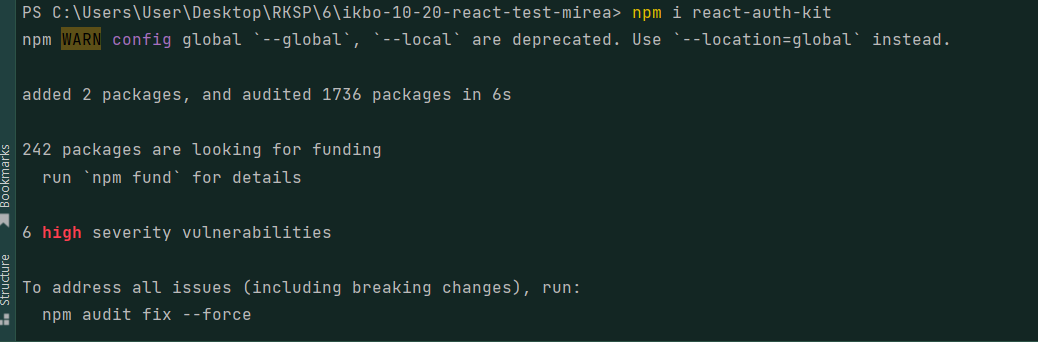 PS C:\Users\User\Desktop\RKSP\6\ikbo-10-20-react-test-mirea> npm i react-auth-kit
npm WARN config global `--global`, `--local` are deprecated. Use `--location=global` instead.
added 2 packages, and audited 1736 packages in 6s
242 packages are looking for funding
run `npm fund` for details
6 high severity vulnerabilities
To address all issues (including breaking changes), run:
npm audit fix --force
Bookmarks
Structure